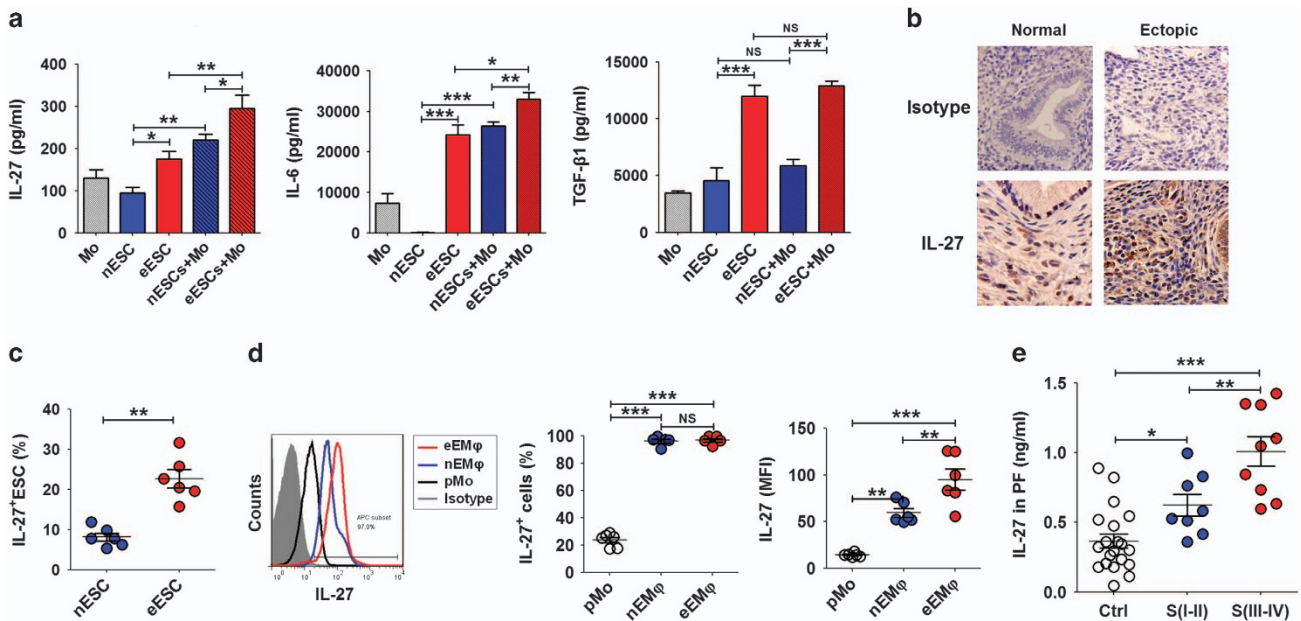 a
IL-27 (pg/ml)
400
300
200
100
0
Mo
nESC
eESC
nESCs+Mo
eESCs+Mo
**
*
**
*
IL-6 (pg/ml)
40000
30000
20000
10000
0
Mo
nESC
eESC
nESCs+Mo
eESCs+Mo
*
**
***
***
TGF-β1 (pg/ml)
15000
10000
5000
0
Mo
nESC
eESC
nESC+Mo
eESC+Mo
NS
NS
***
***
b
Normal
Ectopic
Isotype
IL-27
c
IL-27+ESC (%)
40
30
20
10
0
nESC
eESC
**
d
Counts
IL-27
10⁰
10¹
10²
10³
10⁴
APC subset
97.0%
eEMφ
nEMφ
pMo
Isotype
IL-27+ cells (%)
100
80
60
40
20
0
pMo
nEMφ
eEMφ
***
***
NS
IL-27 (MFI)
150
100
50
0
pMo
nEMφ
eEMφ
***
**
**
e
IL-27 in PF (ng/ml)
1.5
1.0
0.5
0.0
Ctrl
S(I-II)
S(III-IV)
***
**
*